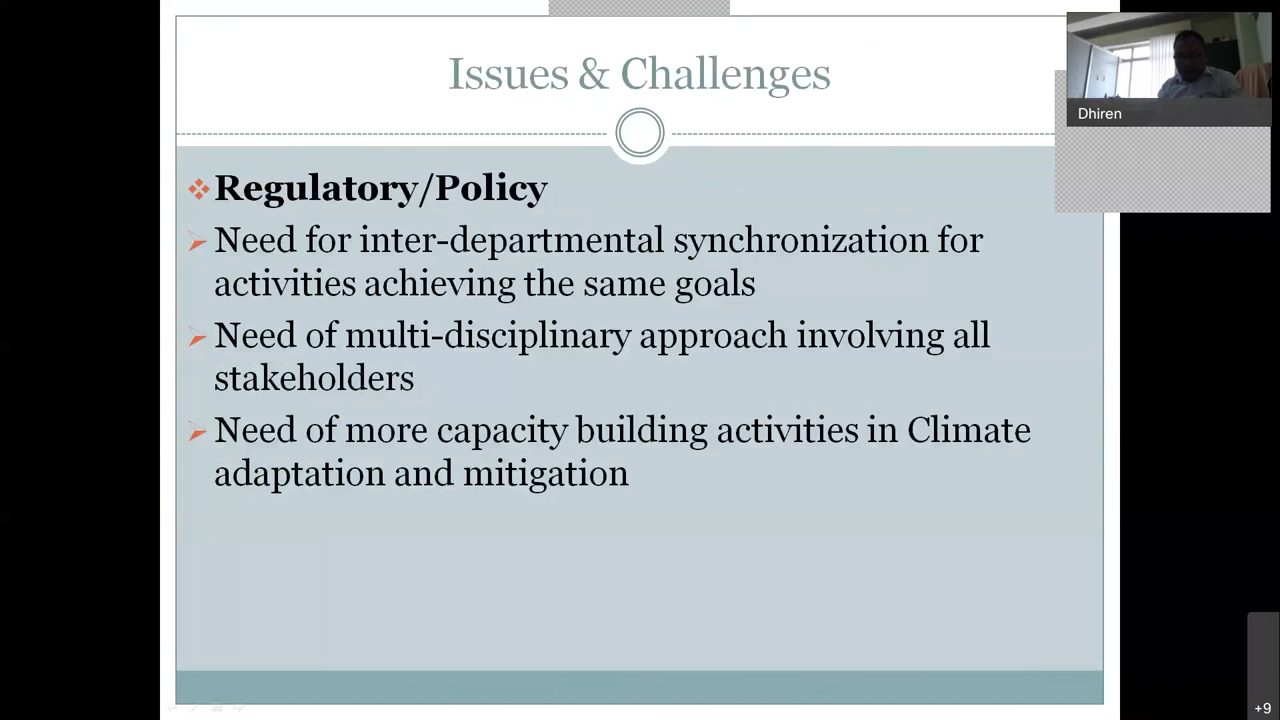 Issues & Challenges
Dhiren
Regulatory/Policy
Need for inter-departmental synchronization for
activities achieving the same goals
Need of multi-disciplinary approach involving all
stakeholders
Need of more capacity building activities in Climate
adaptation and mitigation
+9